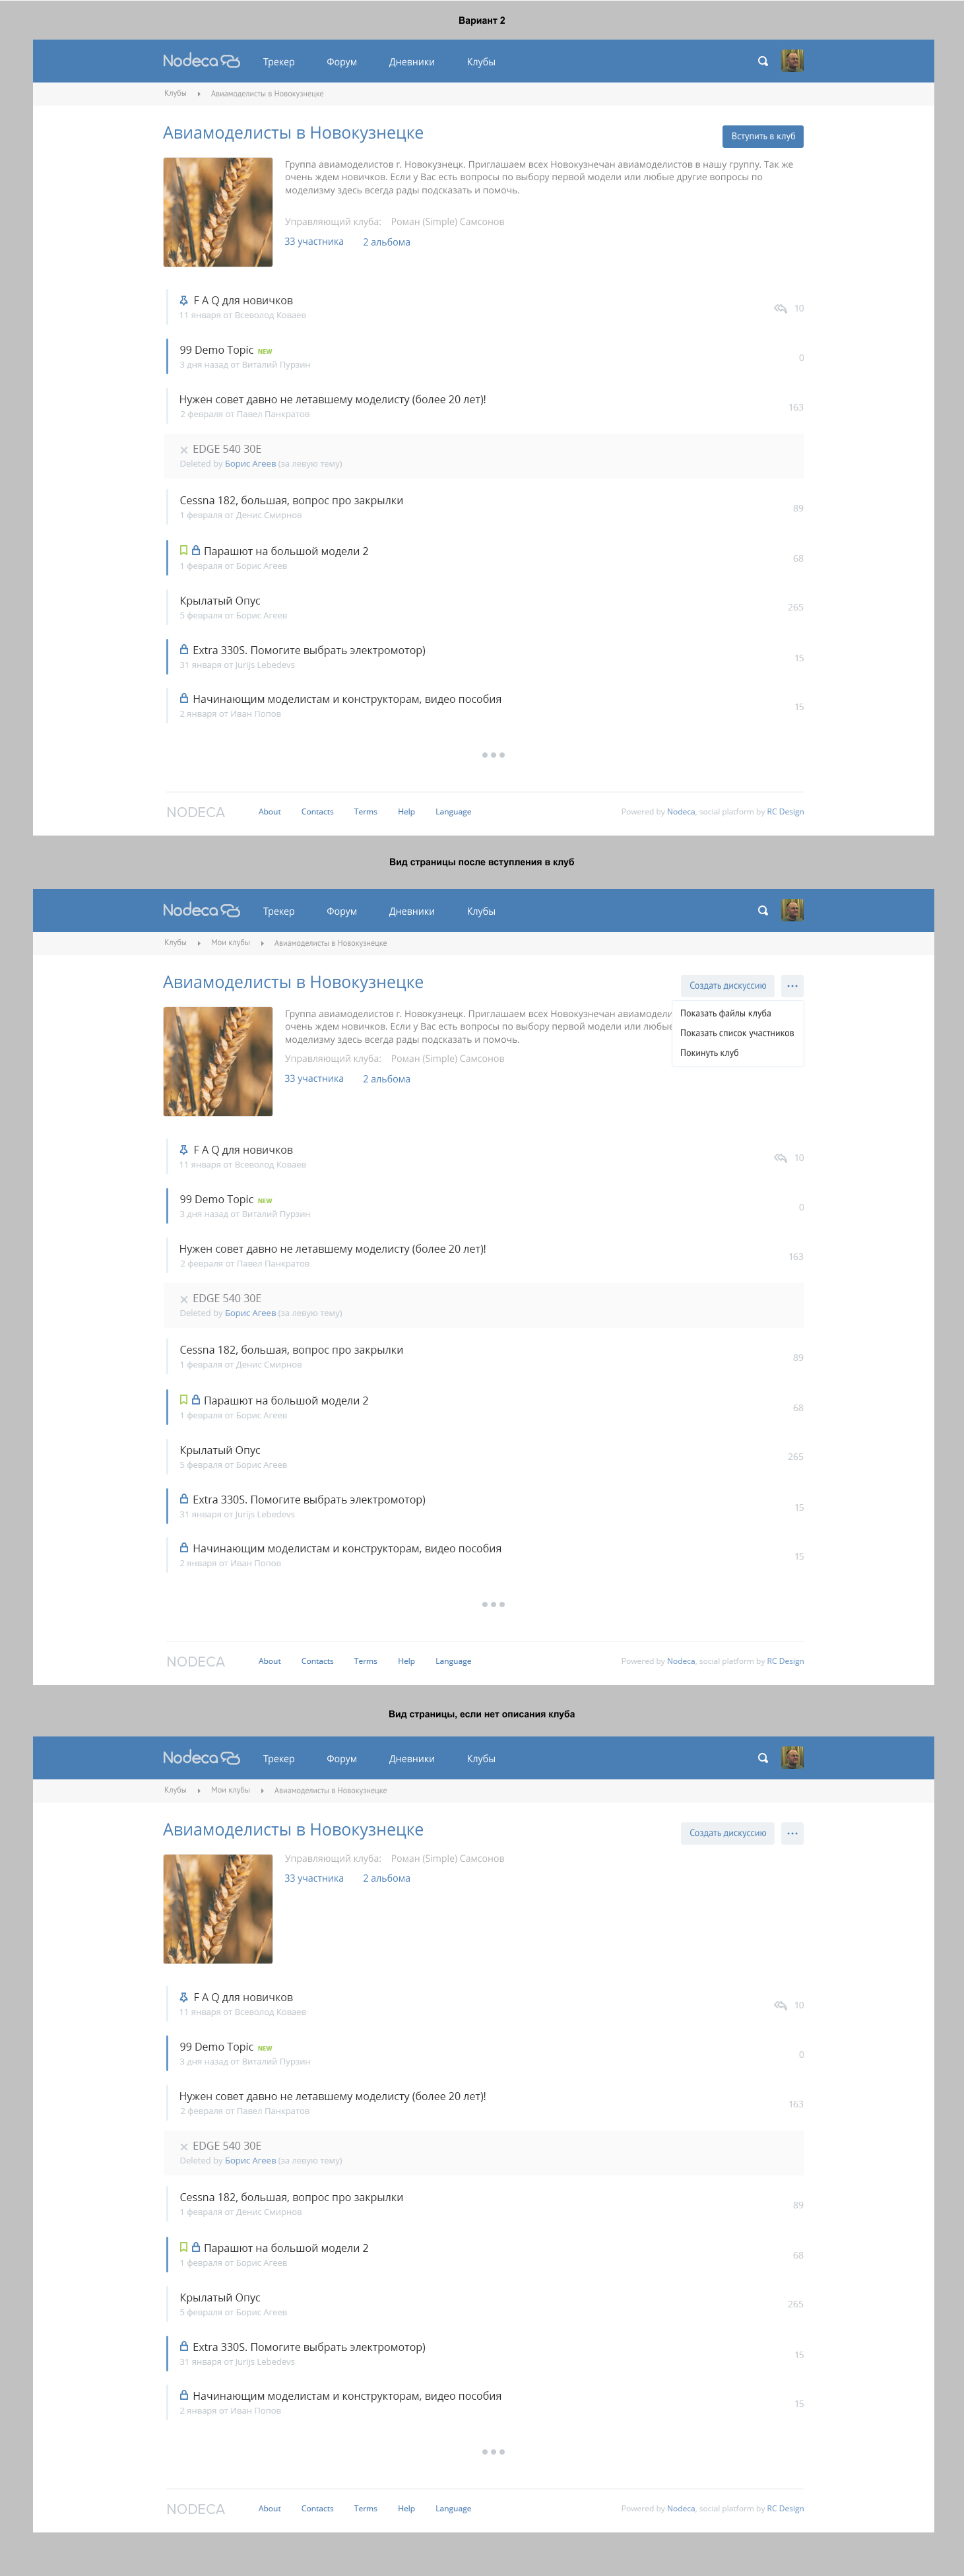 Вариант 2
Nodeca Трекер Форум Дневники Клубы
Клубы Авиамоделисты в Новокузнецке
Авиамоделисты в Новокузнецке
Вступить в клуб
Группа авиамоделистов г. Новокузнецк. Приглашаем всех Новокузнечан авиамоделистов в нашу группу. Так же
очень ждем новичков. Если у Вас есть вопросы по выбору первой модели или любые другие вопросы по
моделизму здесь всегда рады подсказать и помочь.
Управляющий клуба: Роман (Simple) Самсонов
33 участника 2 альбома
F A Q для новичков
11 января от Всеволод Коваев
10
99 Demo Topic NEW
3 дня назад от Виталий Пурзин
0
Нужен совет давно не летавшему моделисту (более 20 лет)!
2 февраля от Павел Панкратов
163
EDGE 540 30E
Deleted by Борис Агеев (за левую тему)
Cessna 182, большая, вопрос про закрылки
1 февраля от Денис Смирнов
89
Парашют на большой модели 2
1 февраля от Борис Агеев
68
Крылатый Опус
5 февраля от Борис Агеев
265
Extra 330S. Помогите выбрать электромотор)
31 января от Jurijs Lebedevs
15
Начинающим моделистам и конструкторам, видео пособия
2 января от Иван Попов
15
NODECA About Contacts Terms Help Language Powered by Nodeca, social platform by RC Design
Вид страницы после вступления в клуб
Nodeca Трекер Форум Дневники Клубы
Клубы Мои клубы Авиамоделисты в Новокузнецке
Авиамоделисты в Новокузнецке
Создать дискуссию
Показать файлы клуба
Показать список участников
Покинуть клуб
Группа авиамоделистов г. Новокузнецк. Приглашаем всех Новокузнечан авиамодели
очень ждем новичков. Если у Вас есть вопросы по выбору первой модели или любые
моделизму здесь всегда рады подсказать и помочь.
Управляющий клуба: Роман (Simple) Самсонов
33 участника 2 альбома
F A Q для новичков
11 января от Всеволод Коваев
10
99 Demo Topic NEW
3 дня назад от Виталий Пурзин
0
Нужен совет давно не летавшему моделисту (более 20 лет)!
2 февраля от Павел Панкратов
163
EDGE 540 30E
Deleted by Борис Агеев (за левую тему)
Cessna 182, большая, вопрос про закрылки
1 февраля от Денис Смирнов
89
Парашют на большой модели 2
1 февраля от Борис Агеев
68
Крылатый Опус
5 февраля от Борис Агеев
265
Extra 330S. Помогите выбрать электромотор)
31 января от Jurijs Lebedevs
15
Начинающим моделистам и конструкторам, видео пособия
2 января от Иван Попов
15
NODECA About Contacts Terms Help Language Powered by Nodeca, social platform by RC Design
Вид страницы, если нет описания клуба
Nodeca Трекер Форум Дневники Клубы
Клубы Мои клубы Авиамоделисты в Новокузнецке
Авиамоделисты в Новокузнецке
Создать дискуссию
Управляющий клуба: Роман (Simple) Самсонов
33 участника 2 альбома
F A Q для новичков
11 января от Всеволод Коваев
10
99 Demo Topic NEW
3 дня назад от Виталий Пурзин
0
Нужен совет давно не летавшему моделисту (более 20 лет)!
2 февраля от Павел Панкратов
163
EDGE 540 30E
Deleted by Борис Агеев (за левую тему)
Cessna 182, большая, вопрос про закрылки
1 февраля от Денис Смирнов
89
Парашют на большой модели 2
1 февраля от Борис Агеев
68
Крылатый Опус
5 февраля от Борис Агеев
265
Extra 330S. Помогите выбрать электромотор)
31 января от Jurijs Lebedevs
15
Начинающим моделистам и конструкторам, видео пособия
2 января от Иван Попов
15
NODECA About Contacts Terms Help Language Powered by Nodeca, social platform by RC Design